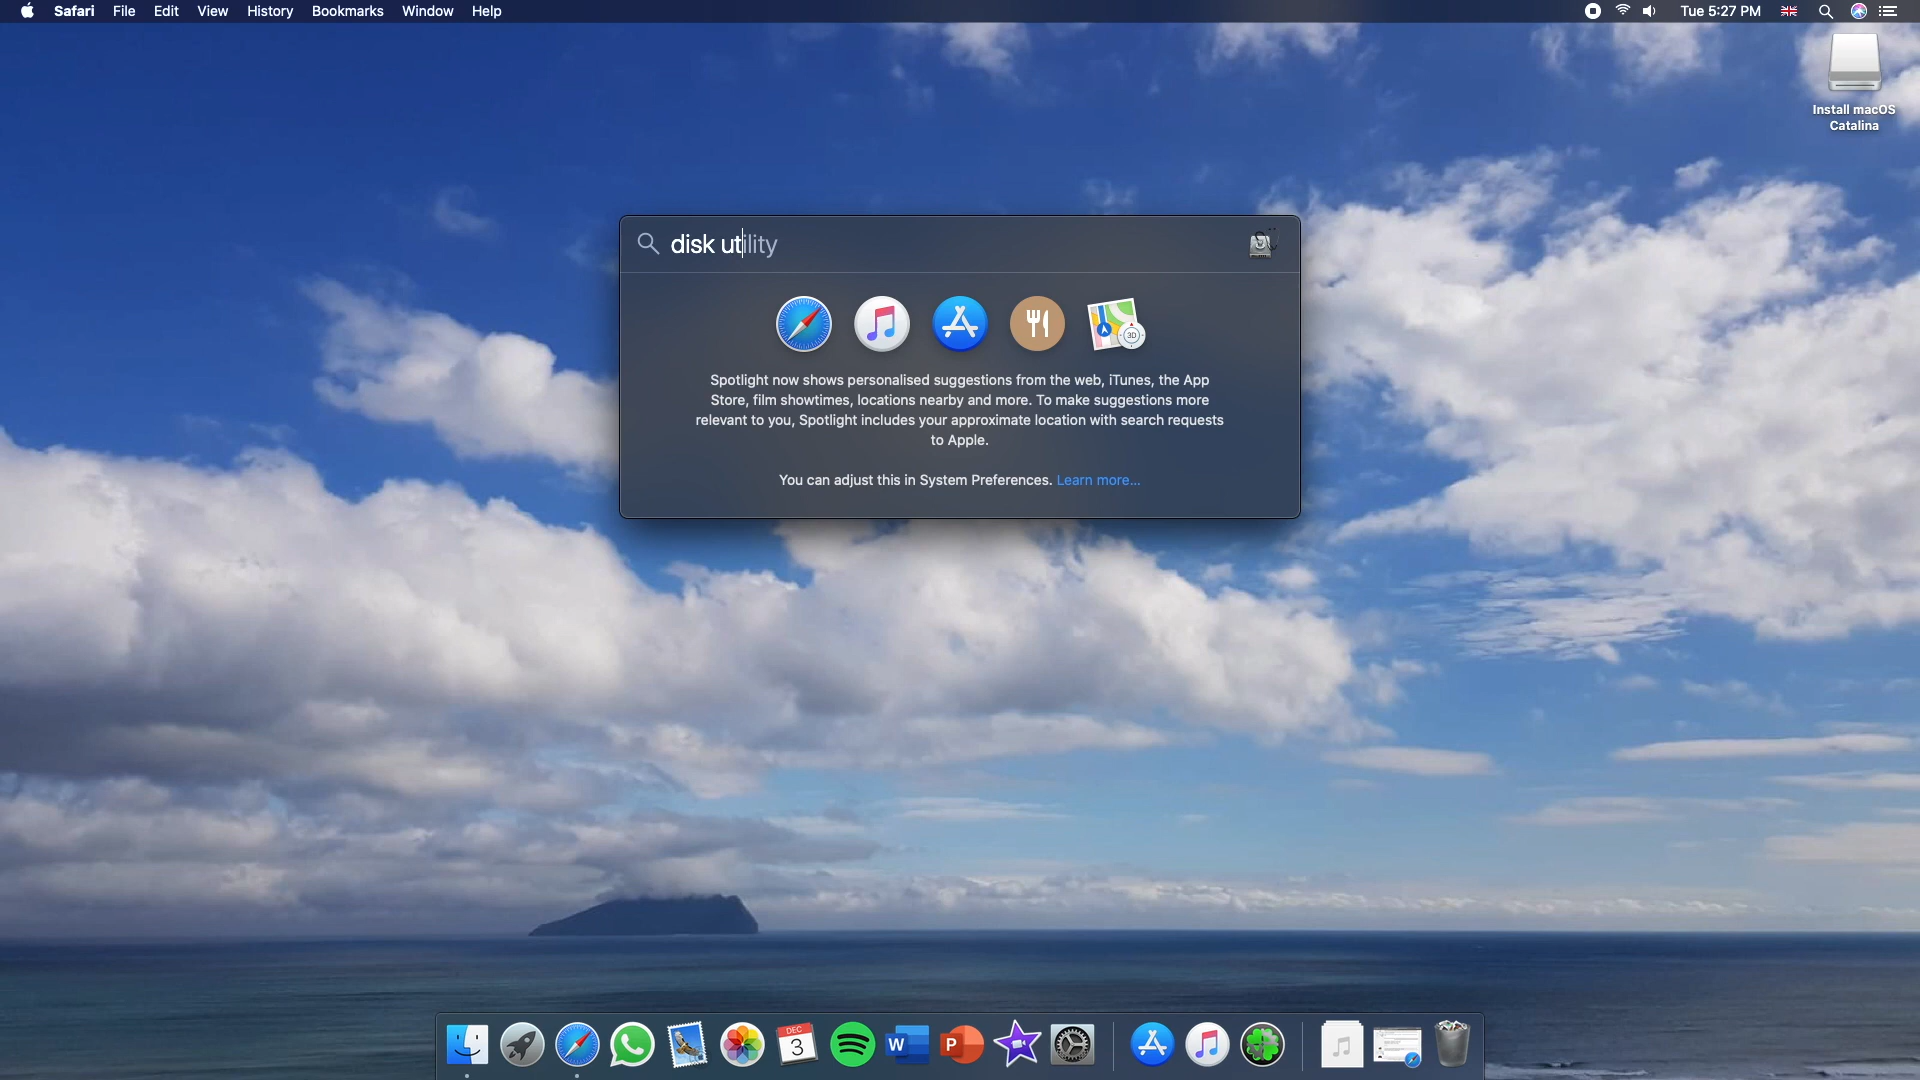 Safari File Edit View History Bookmarks Window Help
Tue 5:27 PM
Install macOS
Catalina
disk utility
3D
Spotlight now shows personalised suggestions from the web, iTunes, the App
Store, film showtimes, locations nearby and more. To make suggestions more
relevant to you, Spotlight includes your approximate location with search requests
to Apple.
You can adjust this in System Preferences. Learn more...
DEC
3
W
P